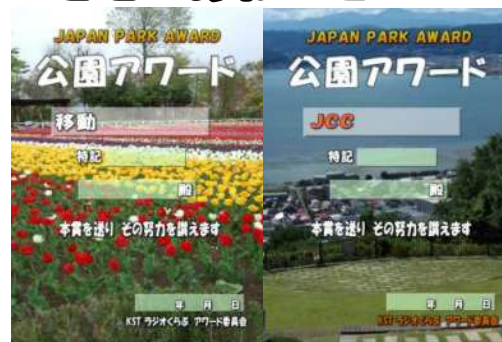 JAPAN PARK AWARD
公園アワード
移動
特記
殿
本賞を送り その努力を讃えます
年 月 日
KST ラジオくらぶ アワード委員会
JAPAN PARK AWARD
公園アワード
JCC
特記
殿
本賞を送り その努力を讃えます
年 月 日
KST ラジオくらぶ アワード委員会